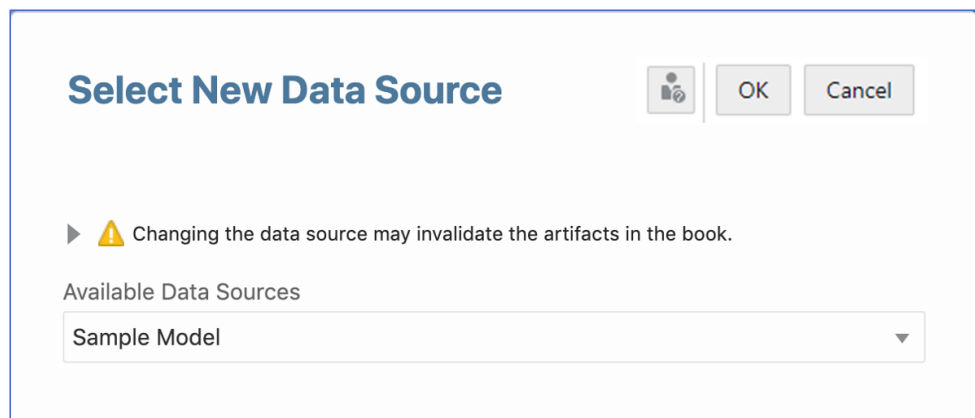 Select New Data Source
OK
Cancel
Changing the data source may invalidate the artifacts in the book.
Available Data Sources
Sample Model